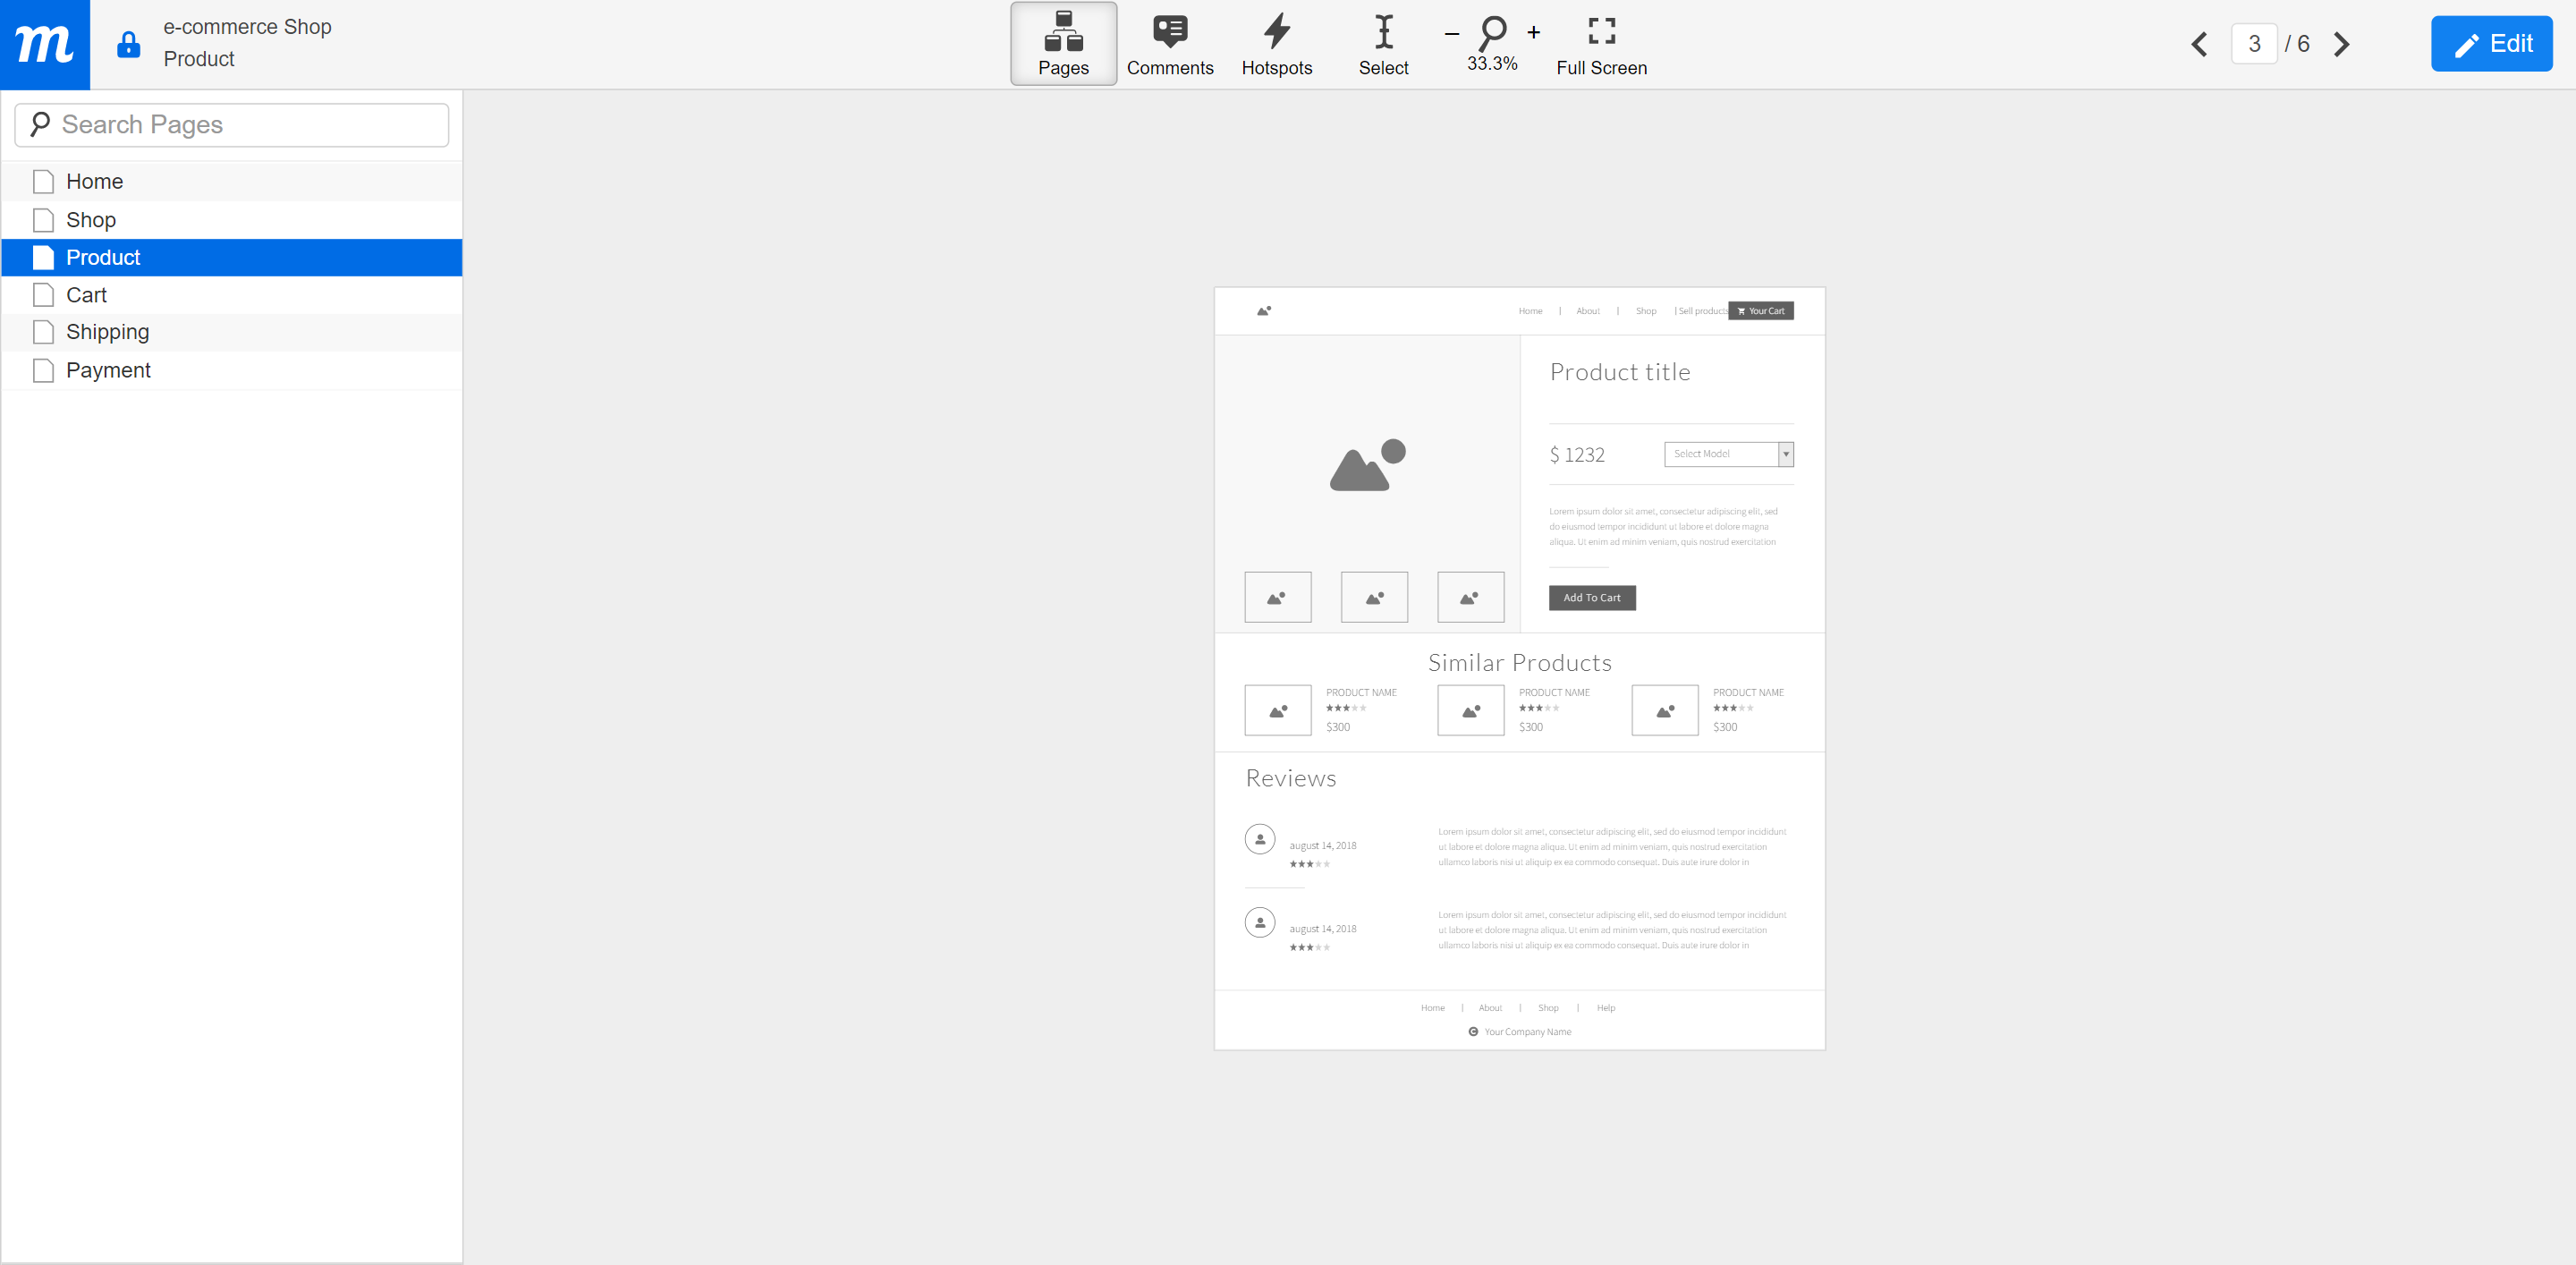 m
e-commerce Shop
Product
Pages
Comments
Hotspots
Select
– +
33.3%
Full Screen
3 / 6
Edit
Search Pages
Home
Shop
Product
Cart
Shipping
Payment
Home | About | Shop | Sell products Your Cart
Product title
$ 1232
Select Model
Lorem ipsum dolor sit amet, consectetur adipiscing elit, sed
do eiusmod tempor incididunt ut labore et dolore magna
aliqua. Ut enim ad minim veniam, quis nostrud exercitation
Add To Cart
Similar Products
PRODUCT NAME
$300
PRODUCT NAME
$300
PRODUCT NAME
$300
Reviews
august 14, 2018
Lorem ipsum dolor sit amet, consectetur adipiscing elit, sed do eiusmod tempor incididunt
ut labore et dolore magna aliqua. Ut enim ad minim veniam, quis nostrud exercitation
ullamco laboris nisi ut aliquip ex ea commodo consequat. Duis aute irure dolor in
august 14, 2018
Lorem ipsum dolor sit amet, consectetur adipiscing elit, sed do eiusmod tempor incididunt
ut labore et dolore magna aliqua. Ut enim ad minim veniam, quis nostrud exercitation
ullamco laboris nisi ut aliquip ex ea commodo consequat. Duis aute irure dolor in
Home | About | Shop | Help
© Your Company Name